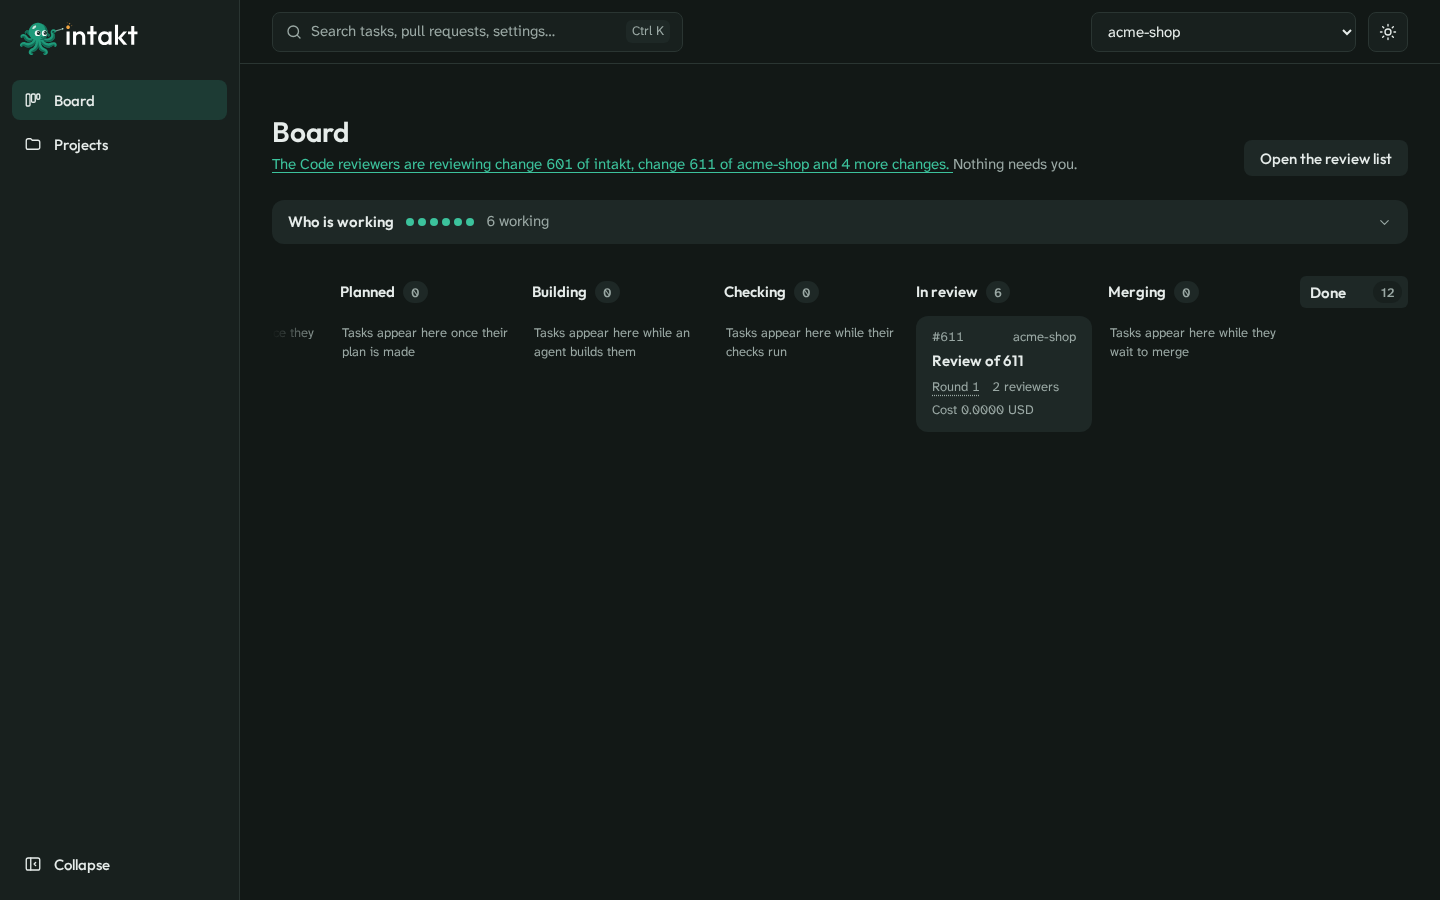 intakt
Search tasks, pull requests, settings...
Ctrl K
acme-shop
Board
Projects
Board
The Code reviewers are reviewing change 601 of intakt, change 611 of acme-shop and 4 more changes. Nothing needs you.
Open the review list
Who is working
6 working
Planned 0
Building 0
Checking 0
In review 6
Merging 0
Done 12
they
Tasks appear here once their
plan is made
Tasks appear here while an
agent builds them
Tasks appear here while their
checks run
#611 acme-shop
Review of 611
Round 1 2 reviewers
Cost 0.0000 USD
Tasks appear here while they
wait to merge
Collapse